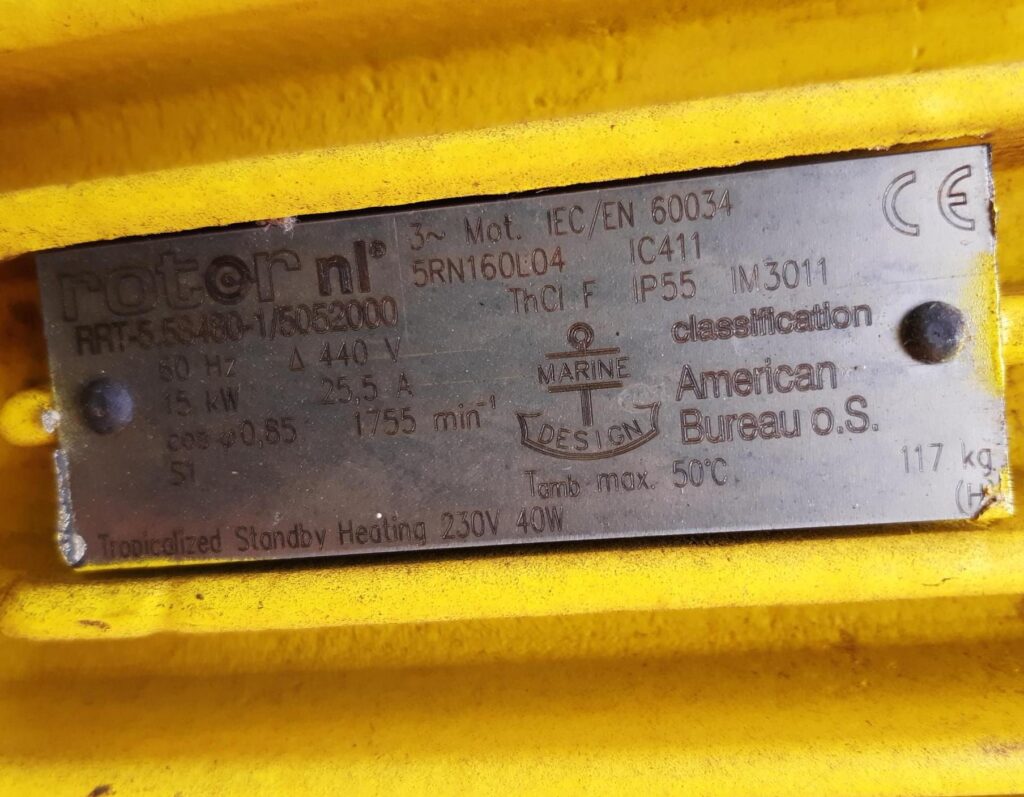 rotor nl®
3~ Mot. IEC/EN 60034
CE
5RN160L04 IC411
ThCl F IP55 IM3011
60 Hz Δ 440 V
15 kW 25,5 A
cos φ 0,85 1755 min⁻¹
S1
MARINE
DESIGN
classification
American
Bureau o.S.
Tamb max. 50°C
117 kg
(H)
Tropicalized Standby Heating 230V 40W